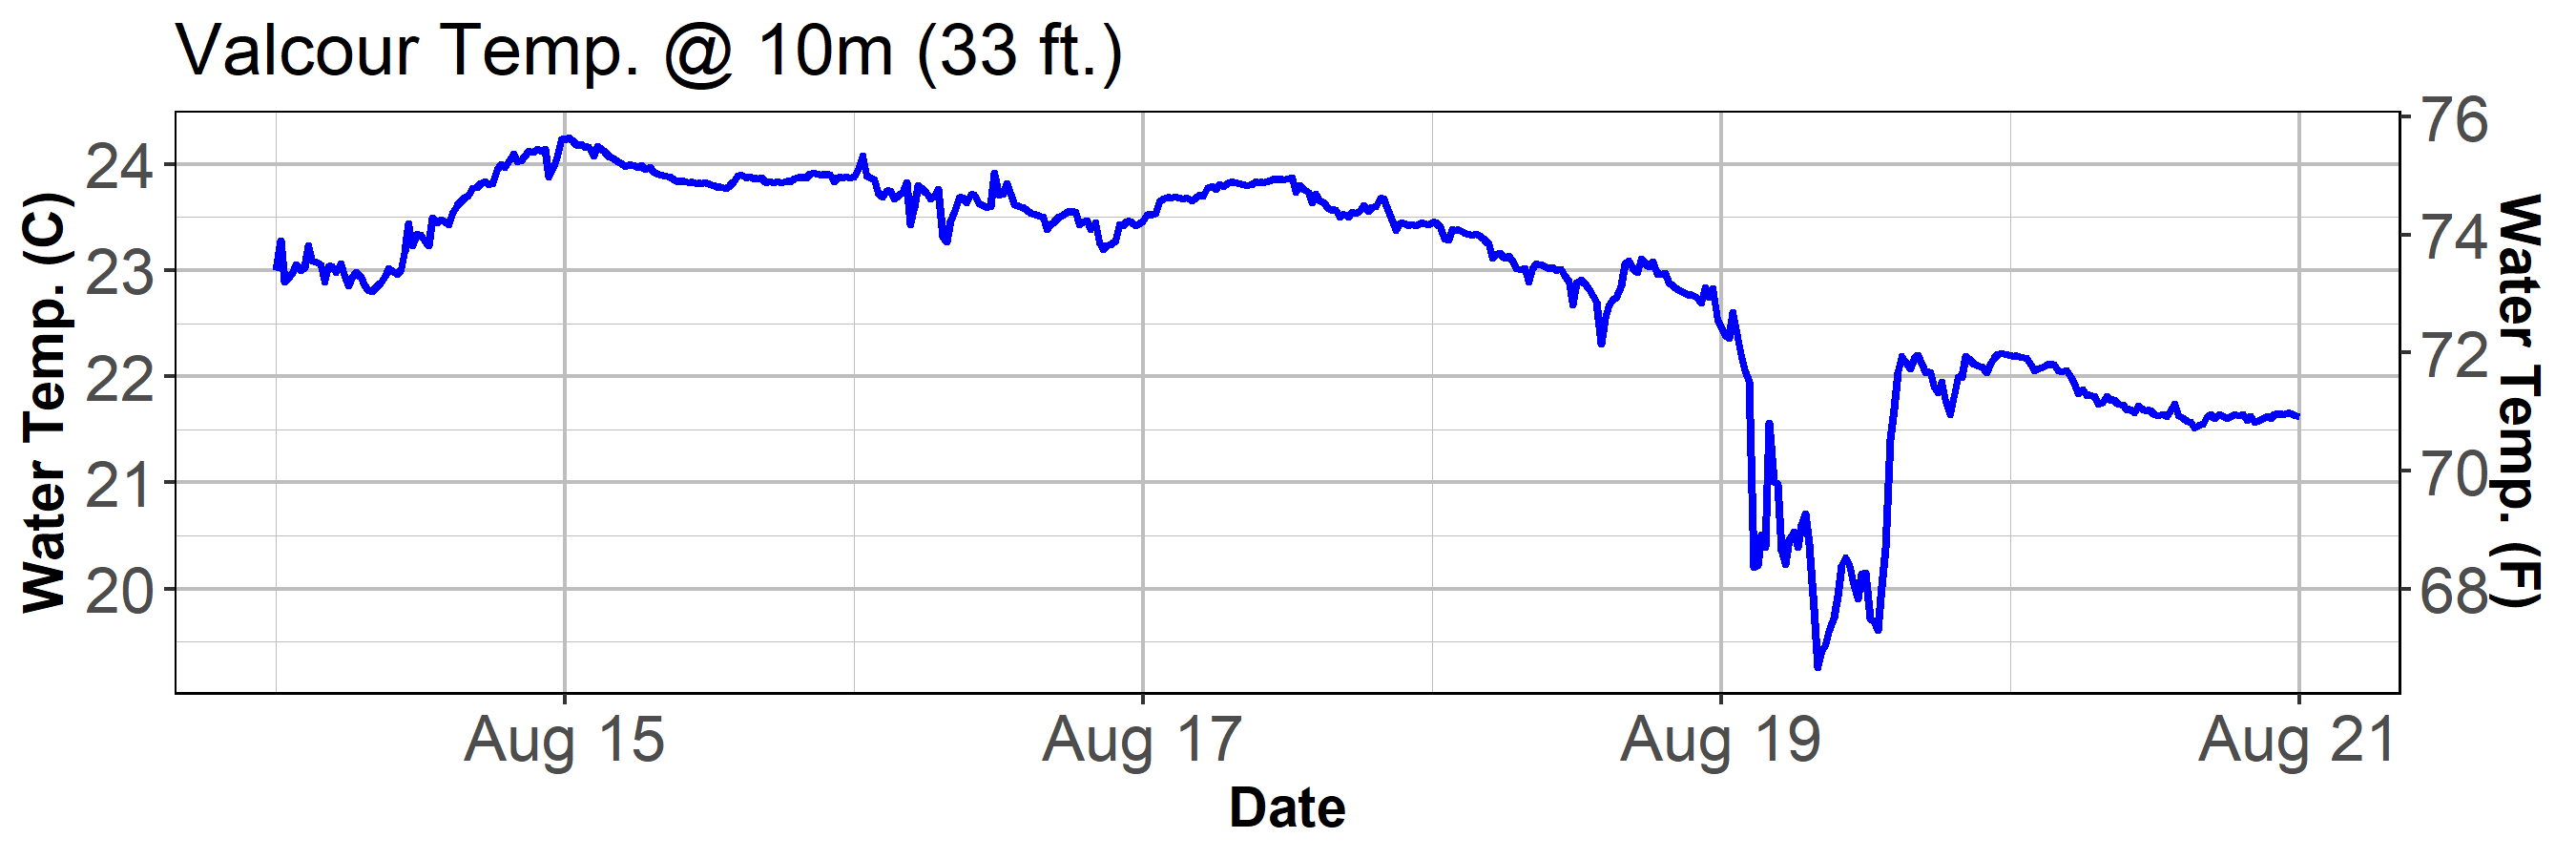 Valcour Temp. @ 10m (33 ft.)
Water Temp. (C)
24
23
22
21
20
76
74
72
70
68
Water Temp. (F)
Aug 15
Aug 17
Aug 19
Aug 21
Date